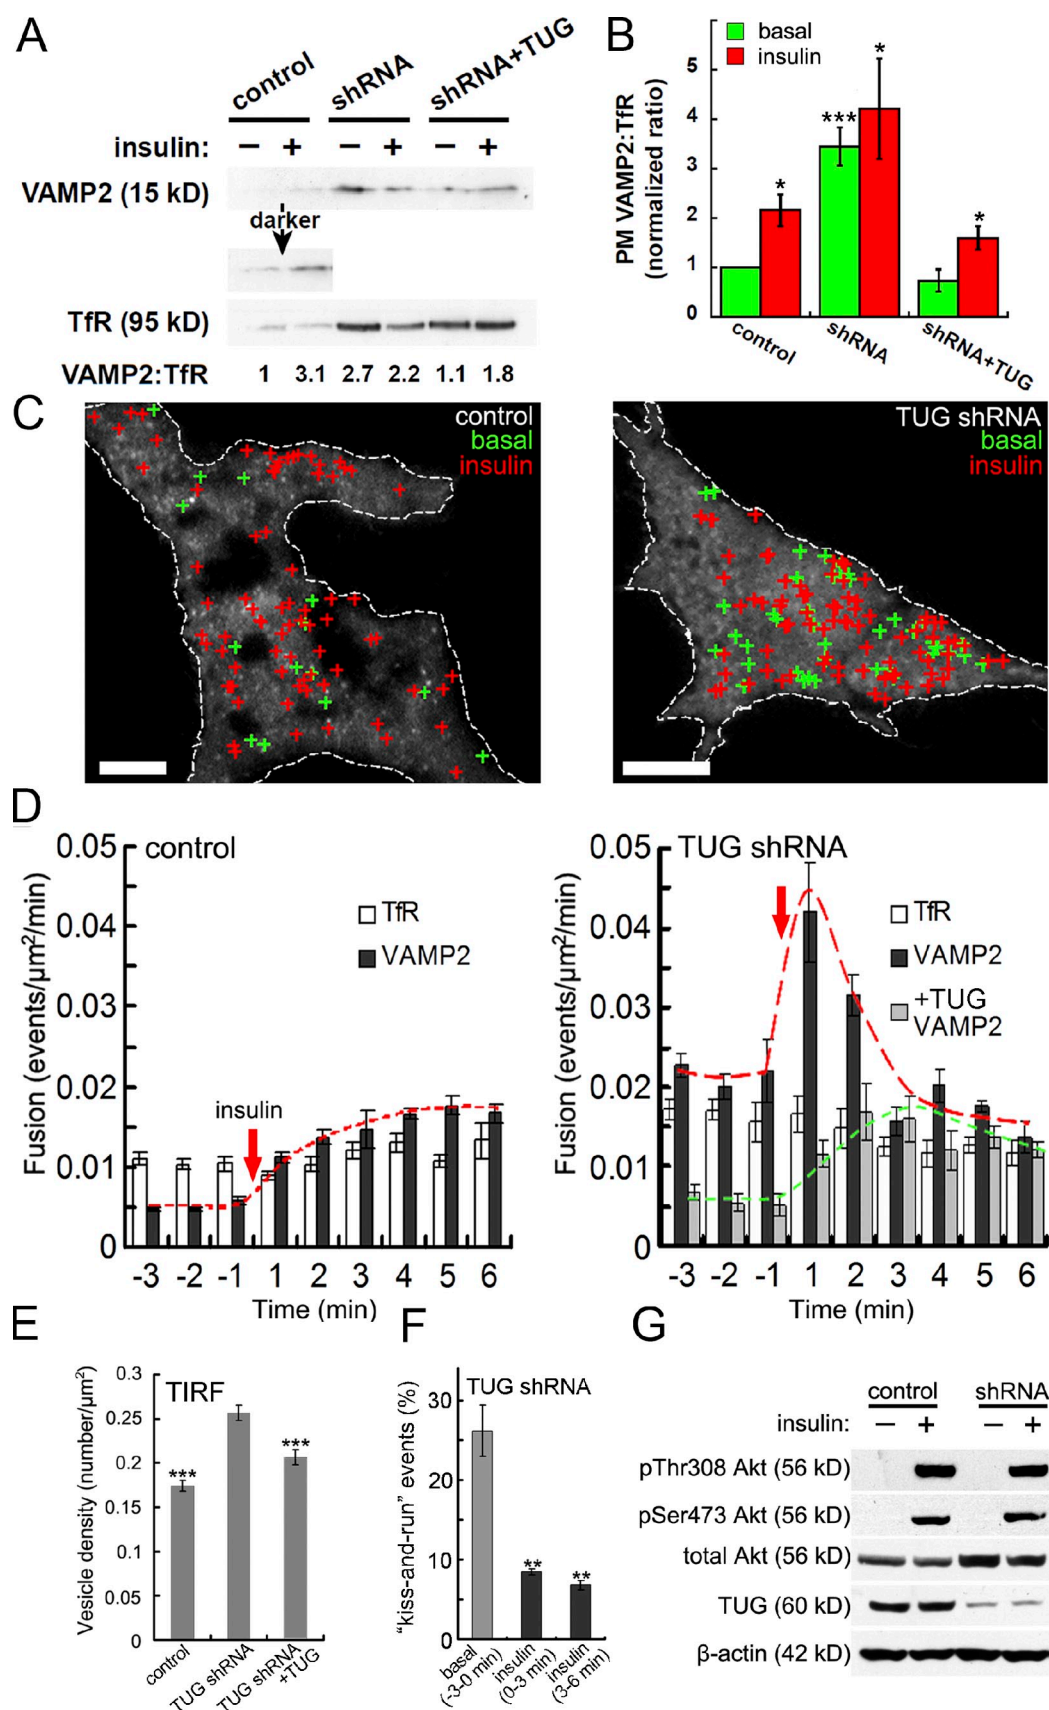 A
control
shRNA
shRNA+TUG
insulin: − + − + − +
VAMP2 (15 kD)
darker
TfR (95 kD)
VAMP2:TfR 1 3.1 2.7 2.2 1.1 1.8
B
basal
insulin
PM VAMP2:TfR
(normalized ratio)
5
4
3
2
1
0
*
***
*
*
control
shRNA
shRNA+TUG
C
control
basal
insulin
TUG shRNA
basal
insulin
D
control
TfR
VAMP2
insulin
Fusion (events/µm²/min)
0.05
0.04
0.03
0.02
0.01
0
-3 -2 -1 1 2 3 4 5 6
Time (min)
TUG shRNA
TfR
VAMP2
+TUG
VAMP2
Fusion (events/µm²/min)
0.05
0.04
0.03
0.02
0.01
0
-3 -2 -1 1 2 3 4 5 6
Time (min)
E
TIRF
Vesicle density (number/µm²)
0.3
0.25
0.2
0.15
0.1
0.05
0
***
***
control
TUG shRNA
TUG shRNA
+TUG
F
TUG shRNA
"kiss-and-run" events (%)
30
20
10
0
**
**
basal
(-3-0 min)
insulin
(0-3 min)
insulin
(3-6 min)
G
control shRNA
insulin: − + − +
pThr308 Akt (56 kD)
pSer473 Akt (56 kD)
total Akt (56 kD)
TUG (60 kD)
β-actin (42 kD)